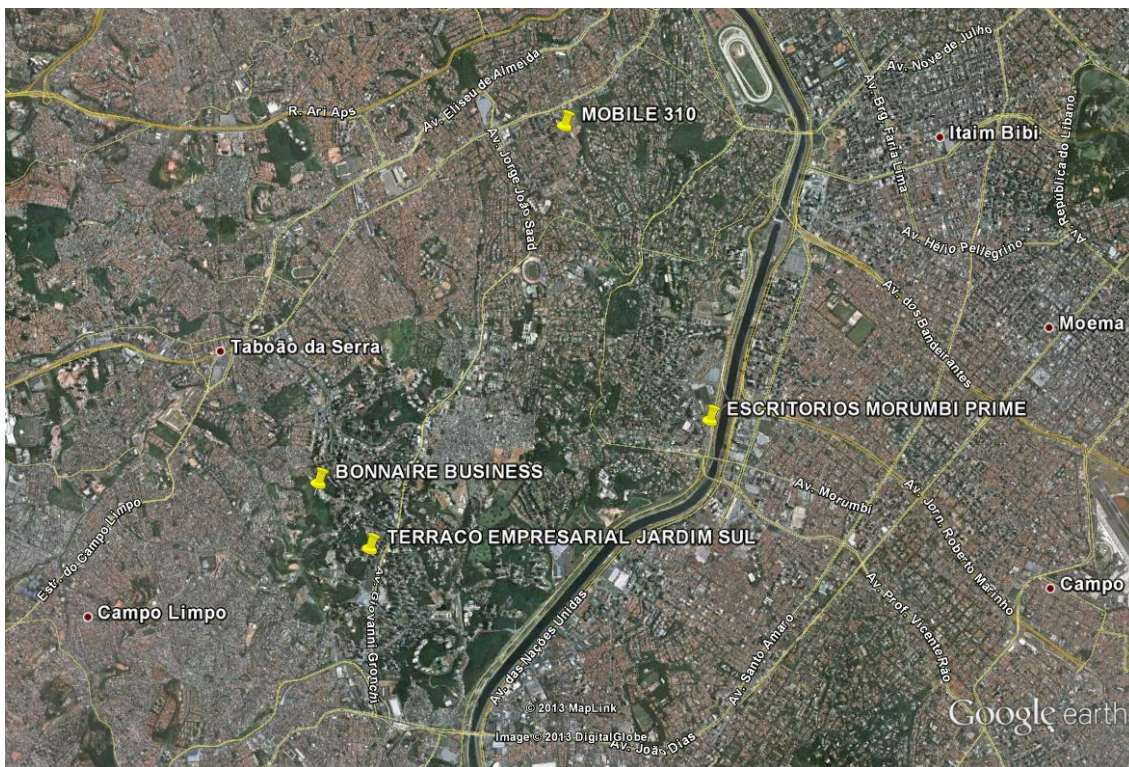 Av. Nove de Julho
R. Ari Aps
Av. Eliseu de Almeida
MOBILE 310
Av. Brg. Faria Lima
Itaim Bibi
Av. República do Líbano
Av. Jorge João Saad
Av. Hélio Pellegrino
Av. dos Bandeirantes
Moema
Taboão da Serra
ESCRITORIOS MORUMBI PRIME
BONNAIRE BUSINESS
Av. Morumbi
Av. Jorn. Roberto Marinho
Estr. do Campo Limpo
TERRACO EMPRESARIAL JARDIM SUL
Av. Giovanni Gronchi
Campo Limpo
Campo
Av. Prof. Vicente Ráo
Av. das Nações Unidas
Av. Santo Amaro
© 2013 MapLink
Image © 2013 DigitalGlobe
Av. João Dias
Google earth